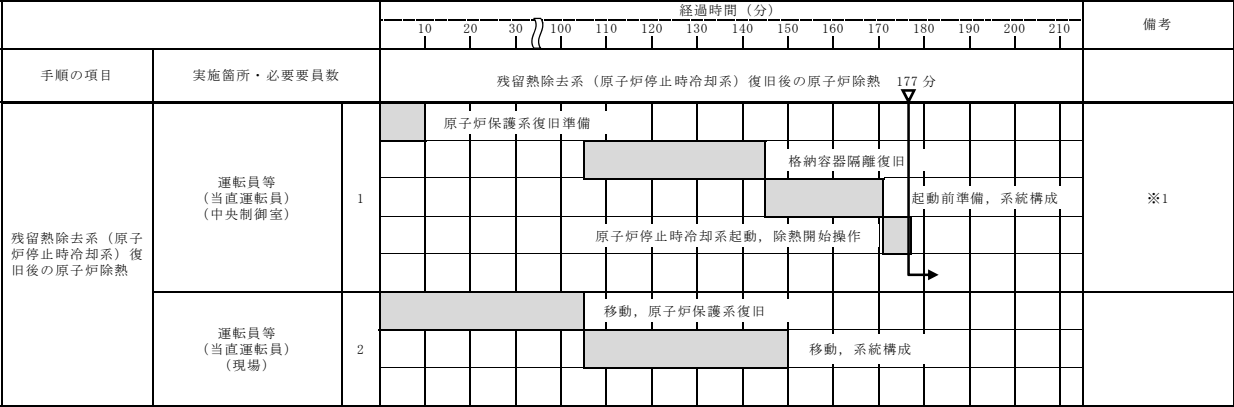 経過時間（分）
備考
10 20 30 100 110 120 130 140 150 160 170 180 190 200 210
手順の項目
実施箇所・必要要員数
残留熱除去系（原子炉停止時冷却系）復旧後の原子炉除熱 177 分
残留熱除去系（原子
炉停止時冷却系）復
旧後の原子炉除熱
運転員等
（当直運転員）
（中央制御室）
1
原子炉保護系復旧準備
格納容器隔離復旧
起動前準備，系統構成
原子炉停止時冷却系起動，除熱開始操作
※1
運転員等
（当直運転員）
（現場）
2
移動，原子炉保護系復旧
移動，系統構成